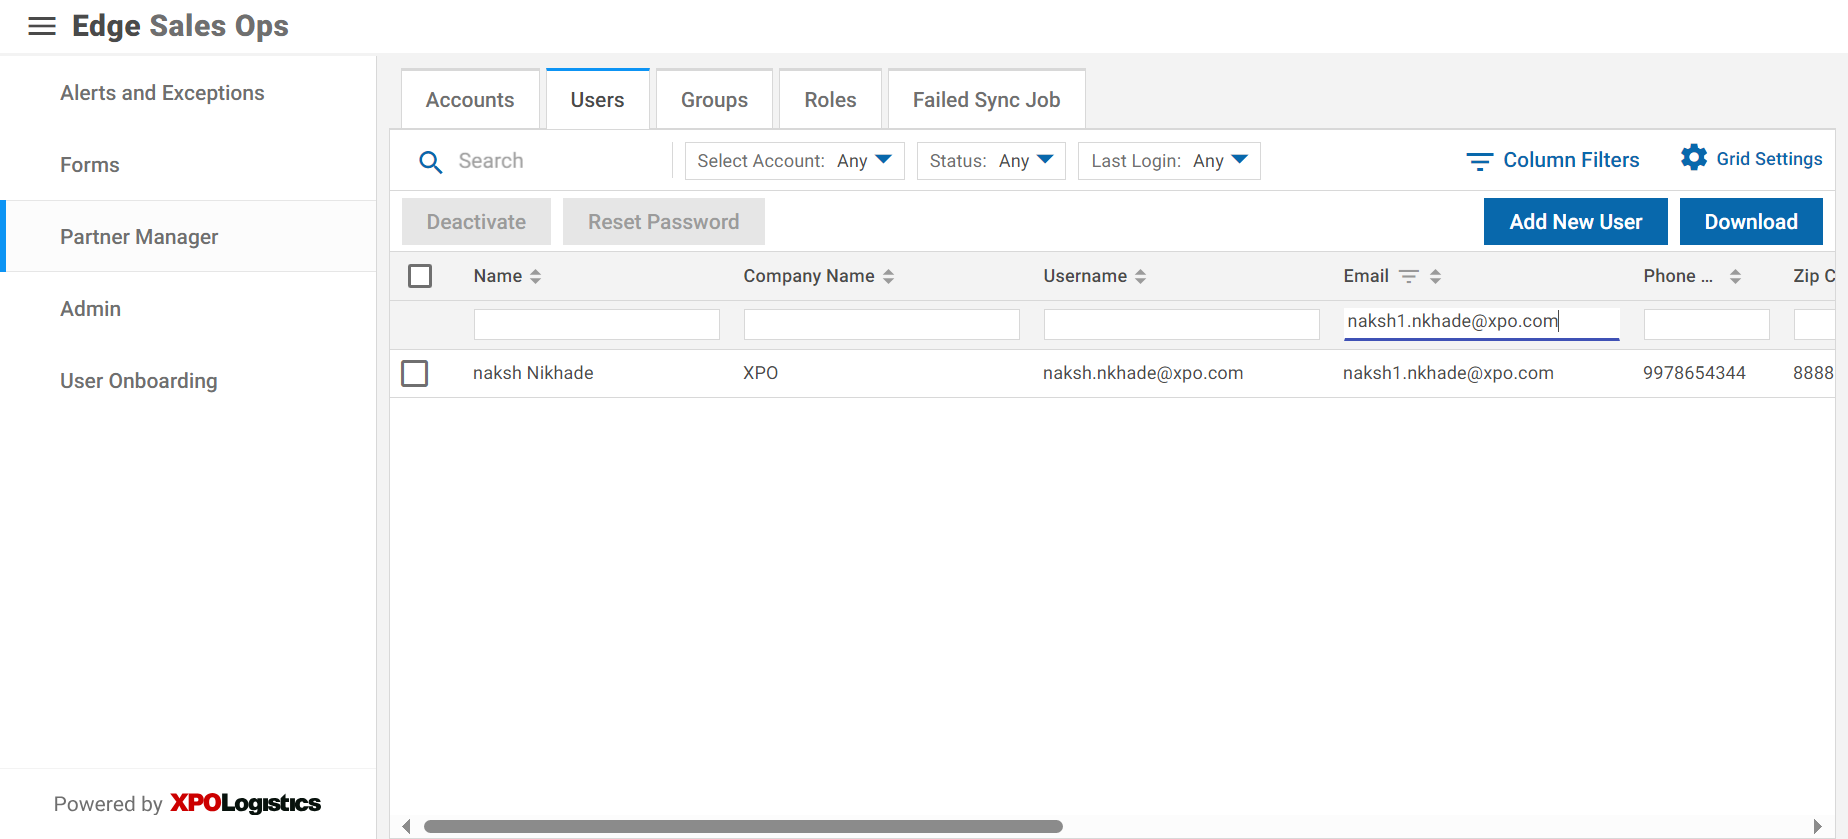 Edge Sales Ops
Alerts and Exceptions
Forms
Partner Manager
Admin
User Onboarding
Powered by XPOLogistics
Accounts
Users
Groups
Roles
Failed Sync Job
Search
Select Account: Any
Status: Any
Last Login: Any
Column Filters
Grid Settings
Deactivate
Reset Password
Add New User
Download
Name Company Name Username Email Phone ... Zip C
naksh1.nkhade@xpo.com
naksh Nikhade XPO naksh.nkhade@xpo.com naksh1.nkhade@xpo.com 9978654344 8888